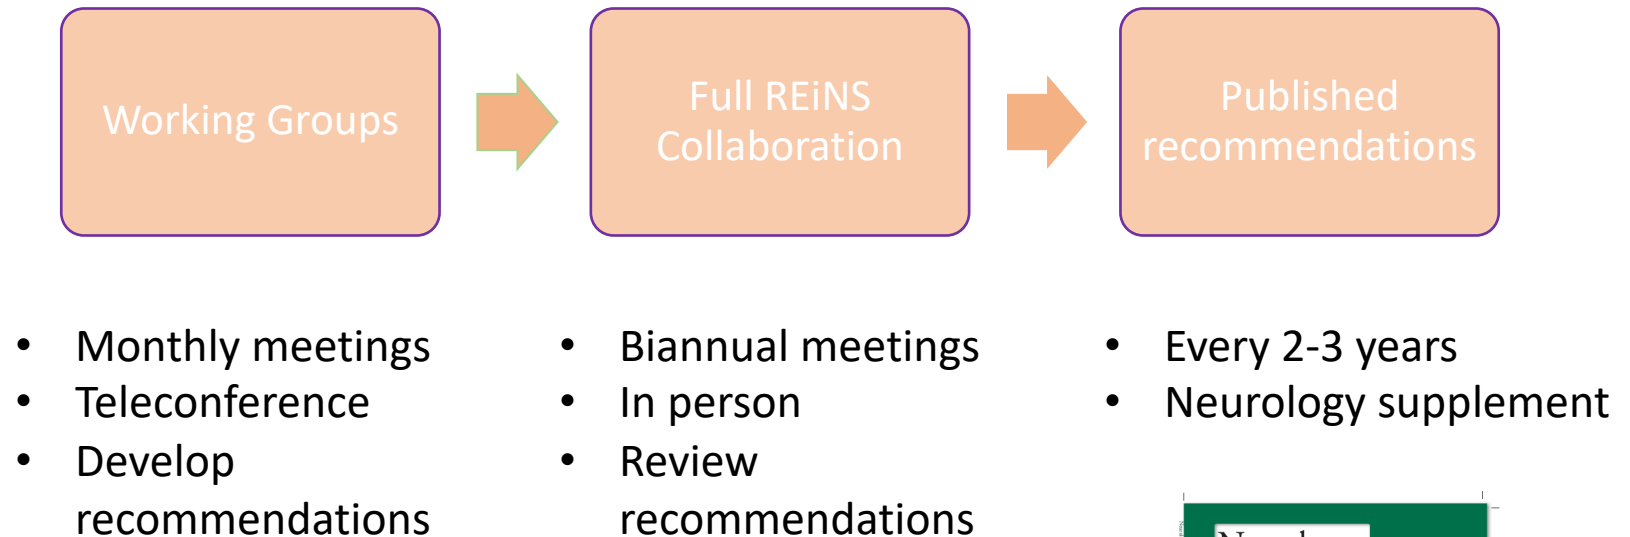 Working Groups
Full REiNS
Collaboration
Published
recommendations
• Monthly meetings
• Teleconference
• Develop
recommendations
• Biannual meetings
• In person
• Review
recommendations
• Every 2-3 years
• Neurology supplement